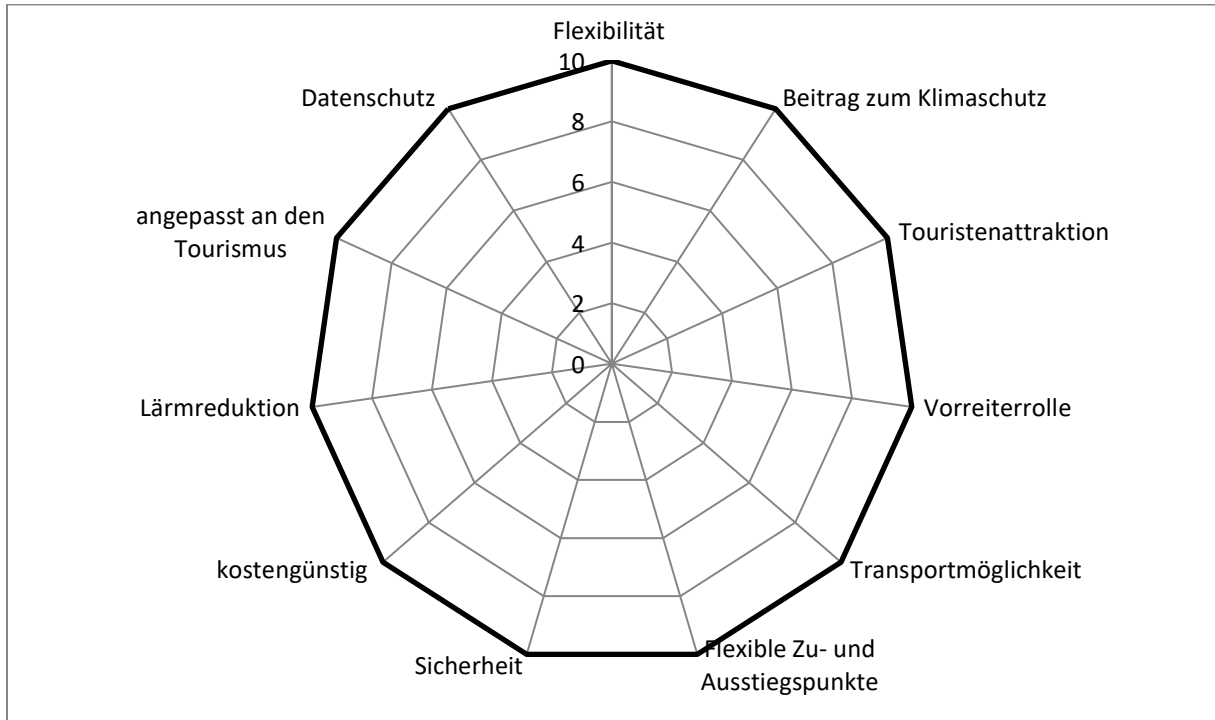 Flexibilität
10
Datenschutz
Beitrag zum Klimaschutz
8
6
angepasst an den
Tourismus
Touristenattraktion
4
2
0
Lärmreduktion
Vorreiterrolle
kostengünstig
Transportmöglichkeit
Sicherheit
Flexible Zu- und
Ausstiegspunkte